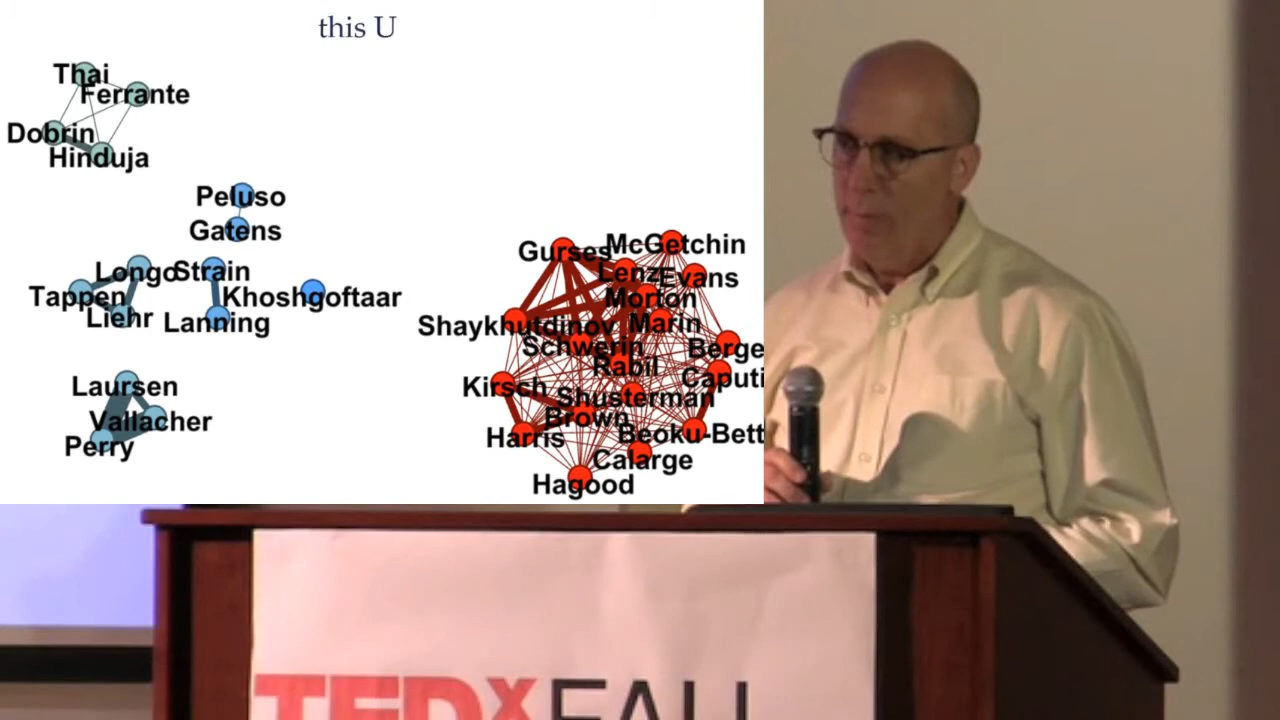 this U
Thai
Ferrante
Dobrin
Hinduja
Peluso
Gatens
Longo
Strain
Tappen
Khoshgoftaar
Liehr
Lanning
Laursen
Vallacher
Perry
McGetchin
Gurses
Lenz
Evans
Morton
Shaykhutdinov
Marin
Schwerin
Berge
Rabil
Caputi
Kirsch
Shusterman
Brown
Harris
Beoku-Bett
Calarge
Hagood
TEDxFAU